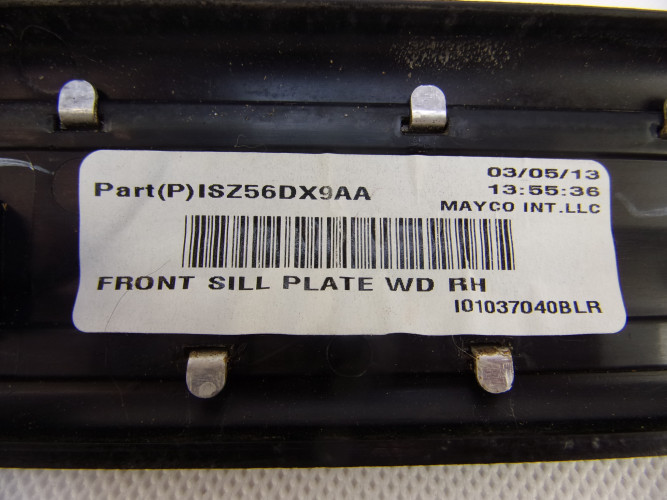 03/05/13
Part(P)ISZ56DX9AA
13:55:36
MAYCO INT.LLC
FRONT SILL PLATE WD RH
I01037040BLR